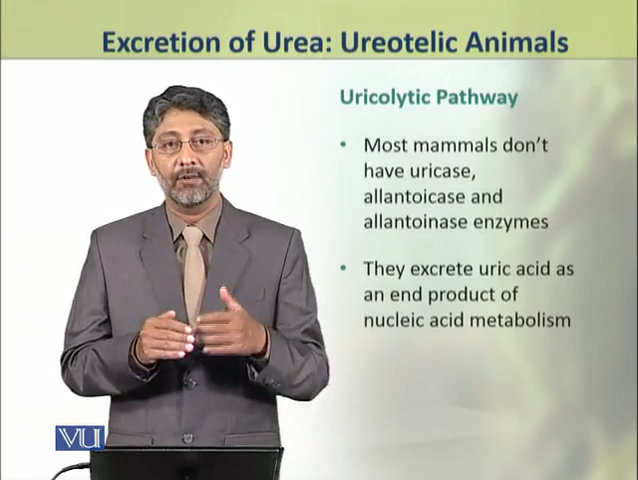 Excretion of Urea: Ureotelic Animals
Uricolytic Pathway
• Most mammals don't
have uricase,
allantoicase and
allantoinase enzymes
• They excrete uric acid as
an end product of
nucleic acid metabolism
VU